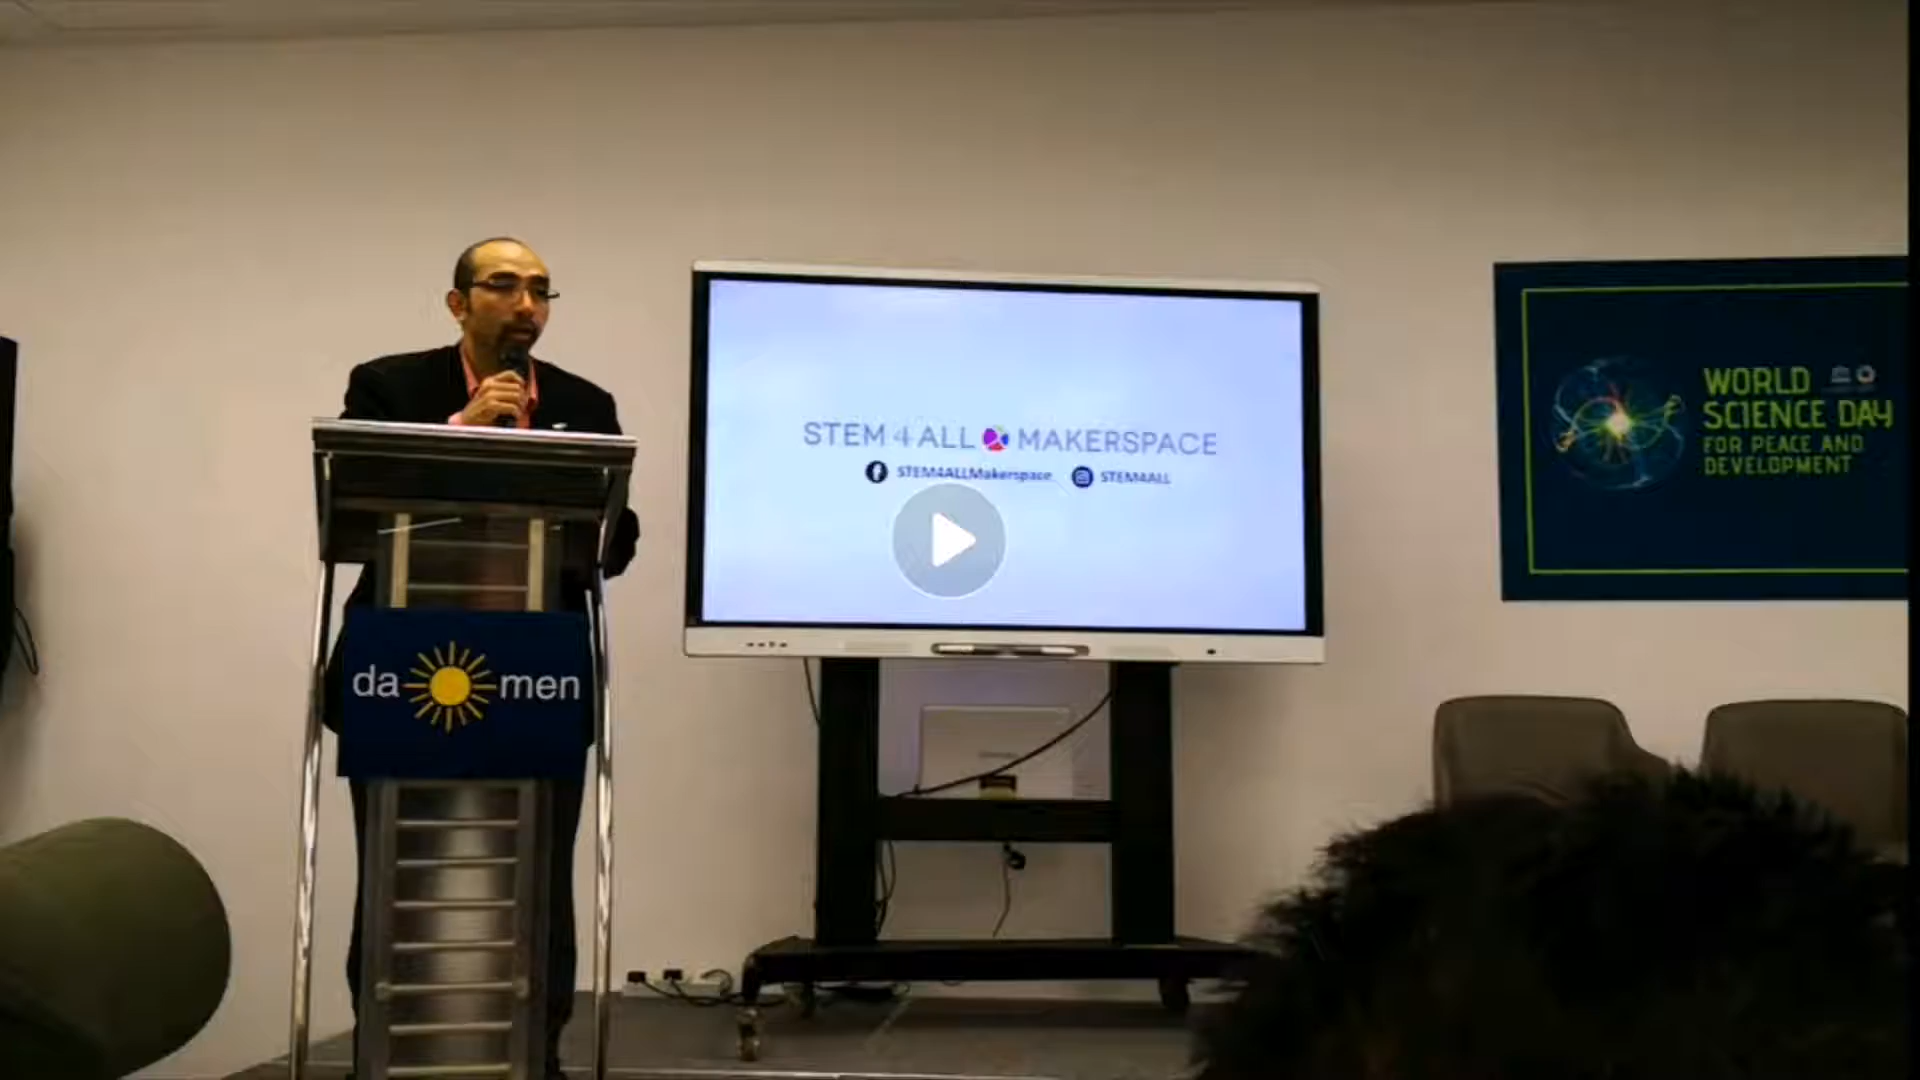 STEM 4 ALL MAKERSPACE
STEM4ALLMakerspace STEM4ALL
WORLD
SCIENCE DAY
FOR PEACE AND
DEVELOPMENT
da men